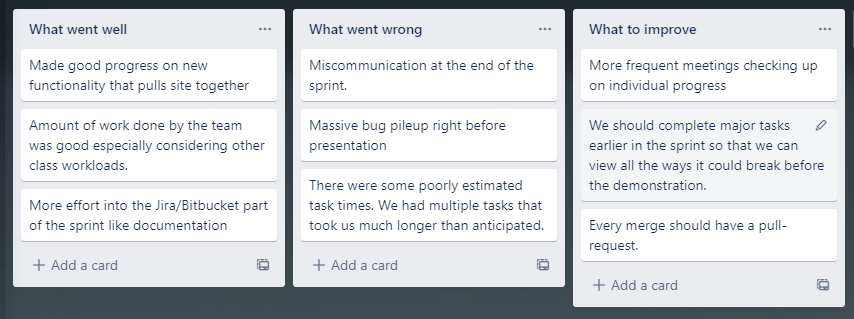 What went well
Made good progress on new
functionality that pulls site together
Amount of work done by the team
was good especially considering other
class workloads.
More effort into the Jira/Bitbucket part
of the sprint like documentation
+ Add a card
What went wrong
Miscommunication at the end of the
sprint.
Massive bug pileup right before
presentation
There were some poorly estimated
task times. We had multiple tasks that
took us much longer than anticipated.
+ Add a card
What to improve
More frequent meetings checking up
on individual progress
We should complete major tasks
earlier in the sprint so that we can
view all the ways it could break before
the demonstration.
Every merge should have a pull-
request.
+ Add a card